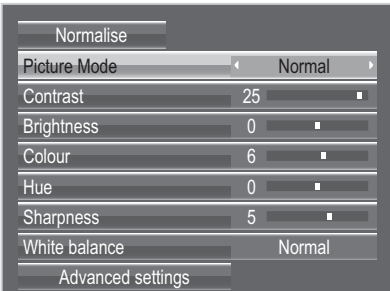 Normalise
Picture Mode Normal
Contrast 25
Brightness 0
Colour 6
Hue 0
Sharpness 5
White balance Normal
Advanced settings